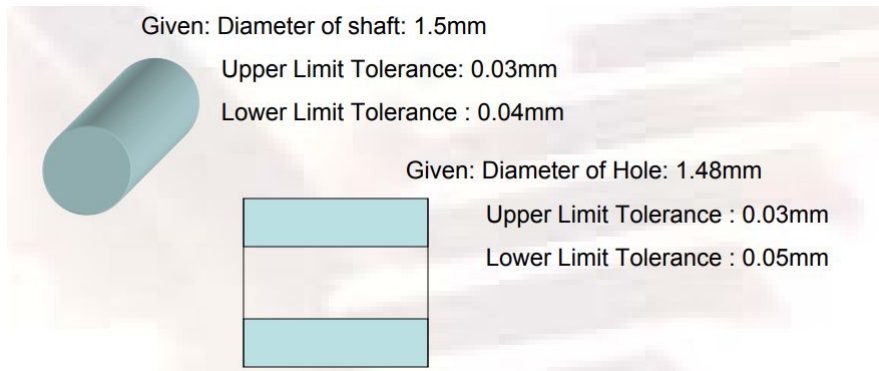 Given: Diameter of shaft: 1.5mm
Upper Limit Tolerance: 0.03mm
Lower Limit Tolerance : 0.04mm
Given: Diameter of Hole: 1.48mm
Upper Limit Tolerance : 0.03mm
Lower Limit Tolerance : 0.05mm